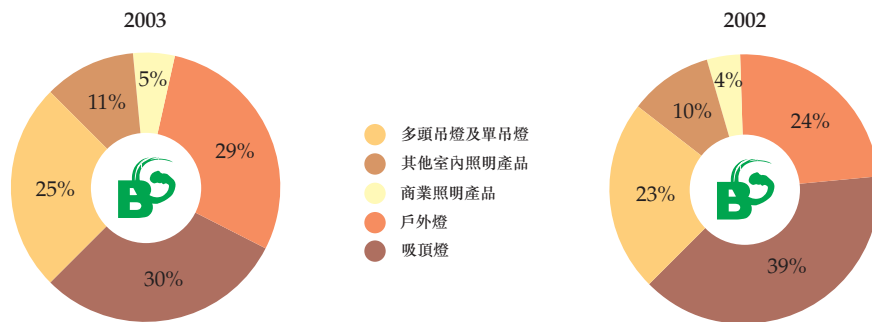 2003
5%
11%
29%
25%
30%
B
多頭吊燈及單吊燈
其他室內照明產品
商業照明產品
戶外燈
吸頂燈
2002
4%
10%
24%
23%
39%
B